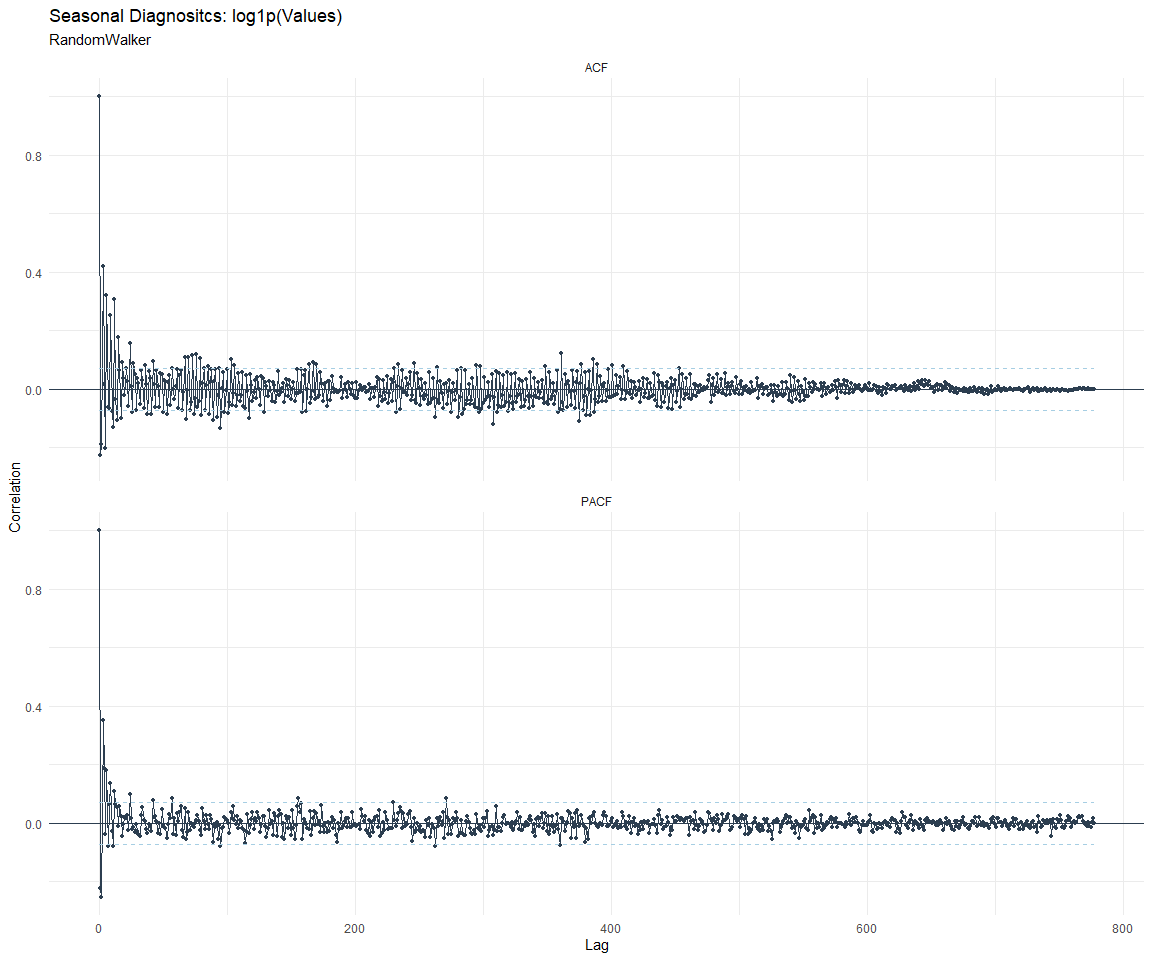 Seasonal Diagnositcs: log1p(Values)
RandomWalker
ACF
0.8
0.4
0.0
Correlation
PACF
0.8
0.4
0.0
0
200
400
600
800
Lag